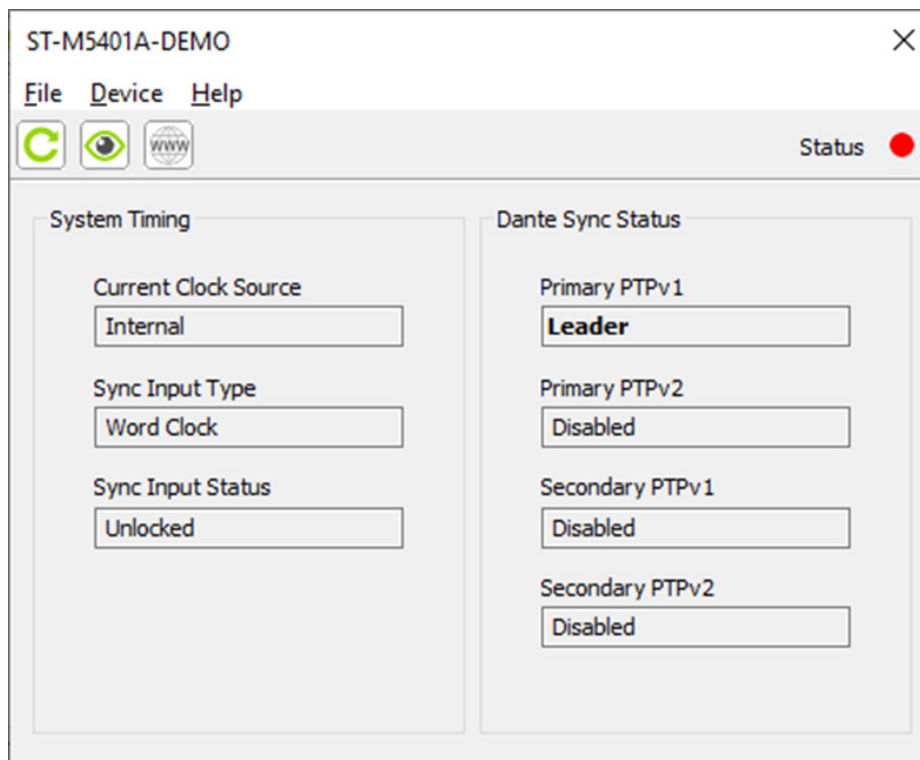 ST-M5401A-DEMO
File Device Help
WWW
Status
System Timing
Current Clock Source
Internal
Sync Input Type
Word Clock
Sync Input Status
Unlocked
Dante Sync Status
Primary PTPv1
Leader
Primary PTPv2
Disabled
Secondary PTPv1
Disabled
Secondary PTPv2
Disabled